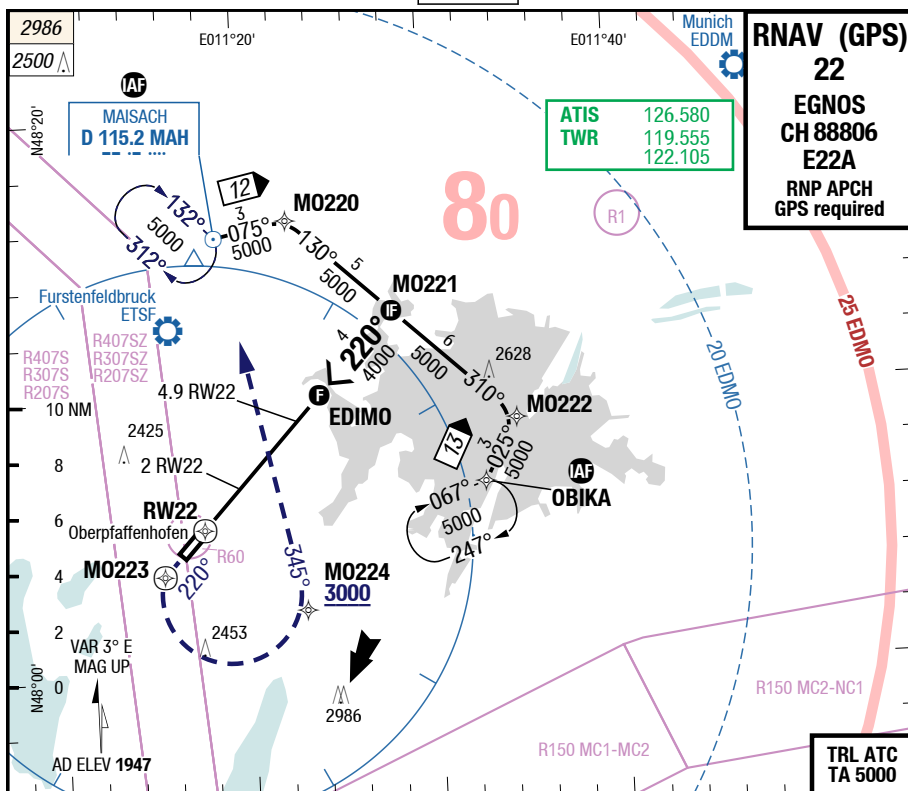 2986
2500
E011°20'
E011°40'
Munich
EDDM
RNAV (GPS)
22
EGNOS
CH 88806
E22A
RNP APCH
GPS required
IAF
MAISACH
D 115.2 MAH
N48°20'
ATIS 126.580
TWR 119.555
122.105
80
R1
12
132°
5000
312°
3
075°
5000
M0220
130°
5
5000
M0221
IF
Furstenfeldbruck
ETSF
R407SZ
R307SZ
R207SZ
R407S
R307S
R207S
4
220°
4000
6
5000
310°
2628
25 EDMO
20 EDMO
4.9 RW22
F
EDIMO
M0222
10 NM
2425
13
3
025°
5000
8
2 RW22
IAF
OBIKA
067°
5000
247°
6
RW22
Oberpfaffenhofen
R60
4
M0223
220°
345°
M0224
3000
2
2453
VAR 3° E
MAG UP
N48°00'
0
2986
R150 MC2-NC1
R150 MC1-MC2
AD ELEV 1947
TRL ATC
TA 5000